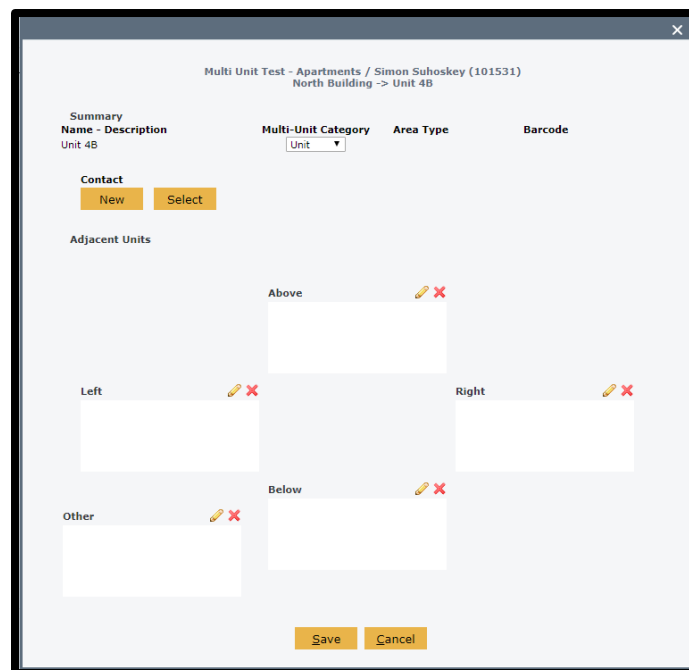 Multi Unit Test - Apartments / Simon Suhoskey (101531)
North Building -> Unit 4B
Summary
Name - Description Multi-Unit Category Area Type Barcode
Unit 4B Unit
Contact
New Select
Adjacent Units
Above
Left Right
Below
Other
Save Cancel